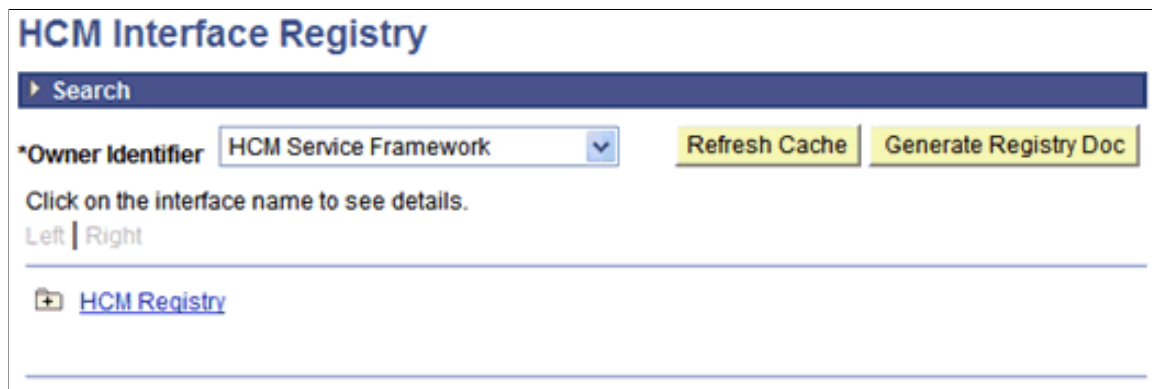 HCM Interface Registry
Search
*Owner Identifier HCM Service Framework Refresh Cache Generate Registry Doc
Click on the interface name to see details.
Left | Right
HCM Registry